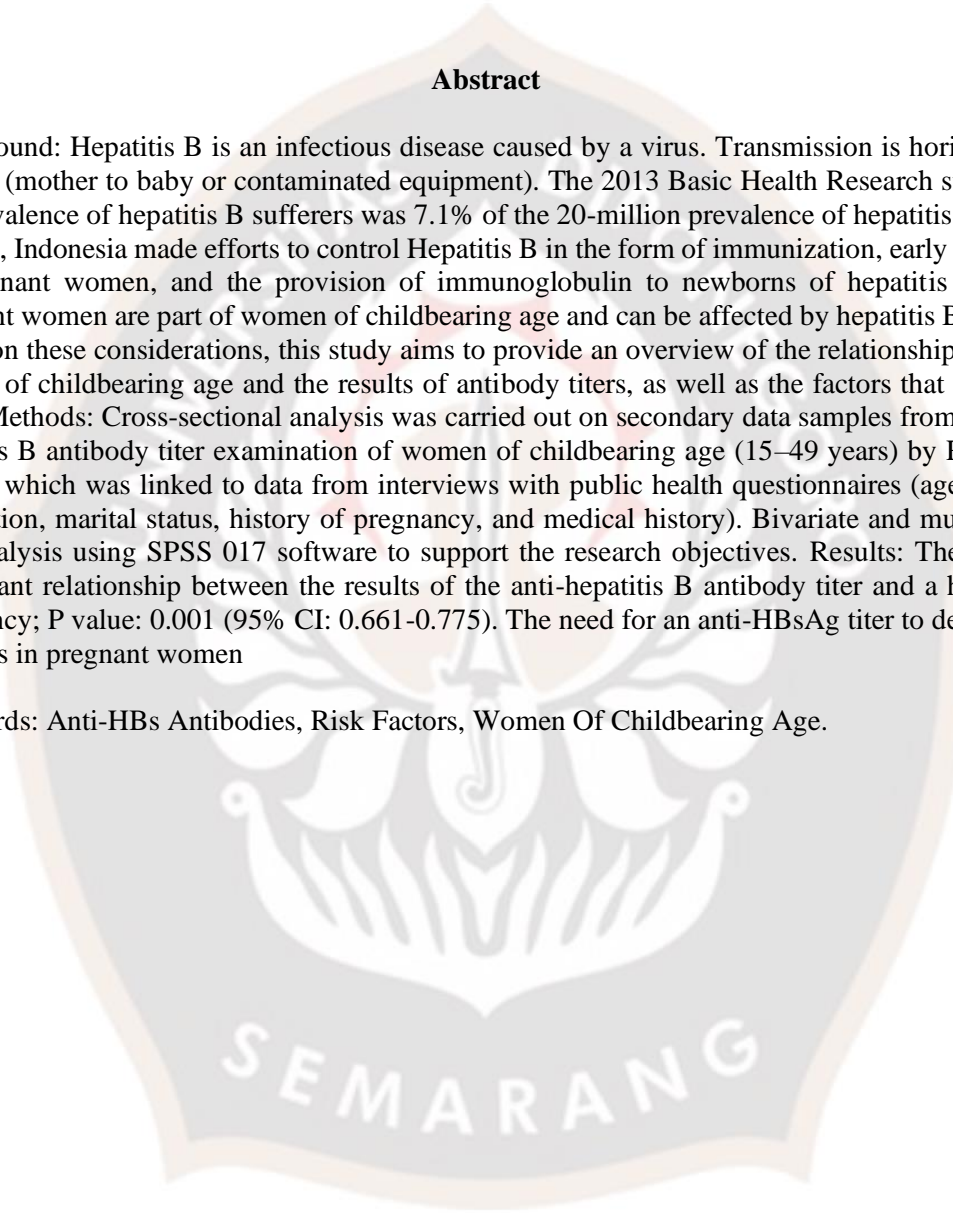 Abstract
ound: Hepatitis B is an infectious disease caused by a virus. Transmission is hori
(mother to baby or contaminated equipment). The 2013 Basic Health Research s
valence of hepatitis B sufferers was 7.1% of the 20-million prevalence of hepatitis
, Indonesia made efforts to control Hepatitis B in the form of immunization, early
nant women, and the provision of immunoglobulin to newborns of hepatitis
nt women are part of women of childbearing age and can be affected by hepatitis B
on these considerations, this study aims to provide an overview of the relationship
of childbearing age and the results of antibody titers, as well as the factors that
Methods: Cross-sectional analysis was carried out on secondary data samples from
s B antibody titer examination of women of childbearing age (15–49 years) by
which was linked to data from interviews with public health questionnaires (age
tion, marital status, history of pregnancy, and medical history). Bivariate and mu
alysis using SPSS 017 software to support the research objectives. Results: The
ant relationship between the results of the anti-hepatitis B antibody titer and a
ncy; P value: 0.001 (95% CI: 0.661-0.775). The need for an anti-HBsAg titer to de
s in pregnant women
rds: Anti-HBs Antibodies, Risk Factors, Women Of Childbearing Age.
UNIVERSITAS DIPONEGORO
SEMARANG